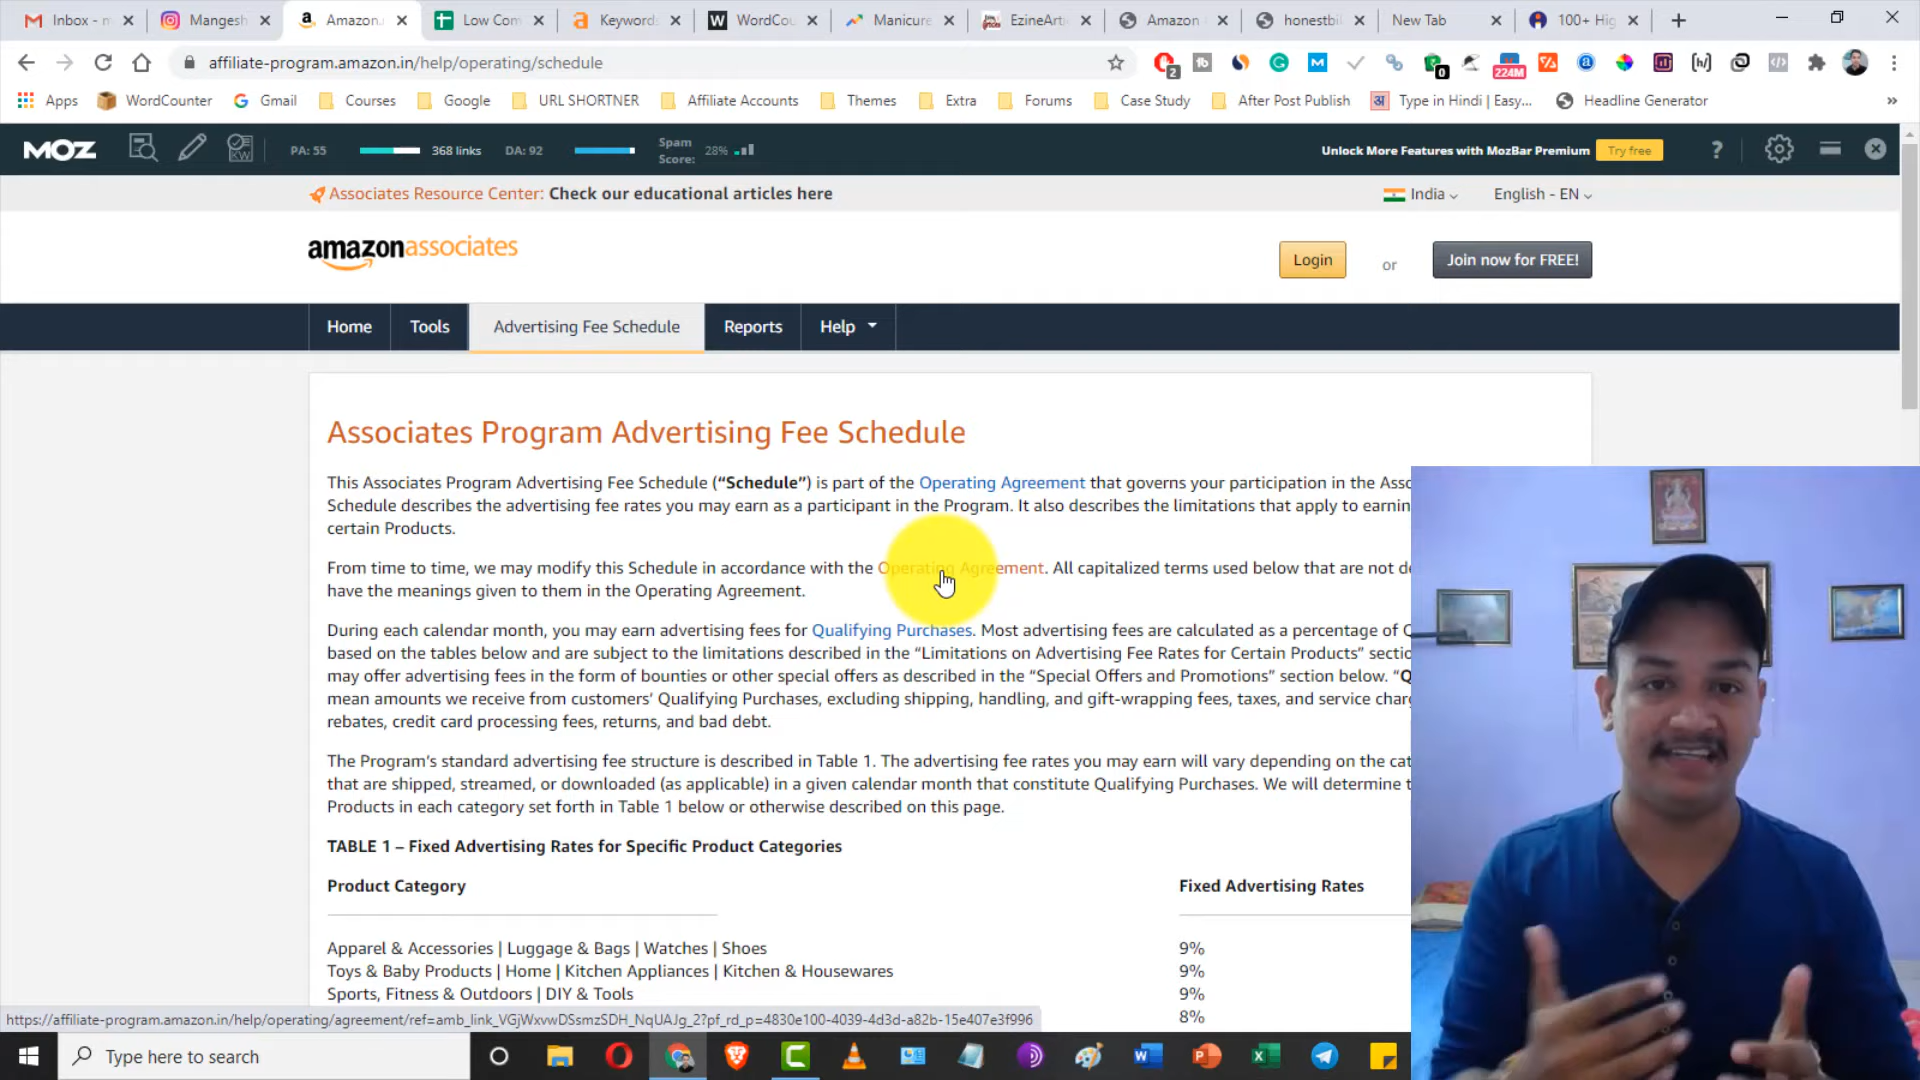 Inbox - m
Mangesh
Amazon.
Low Com
Keywords
WordCou
Manicure
EzineArti
Amazon
honestbi
New Tab
100+ Hig
affiliate-program.amazon.in/help/operating/schedule
2
0
224M
Apps
WordCounter
Gmail
Courses
Google
URL SHORTNER
Affiliate Accounts
Themes
Extra
Forums
Case Study
After Post Publish
Type in Hindi | Easy...
Headline Generator
MOZ
PA: 55
368 links
DA: 92
Spam
Score:
28%
Unlock More Features with MozBar Premium
Try free
Associates Resource Center: Check our educational articles here
India
English - EN
amazonassociates
Login
or
Join now for FREE!
Home
Tools
Advertising Fee Schedule
Reports
Help
Associates Program Advertising Fee Schedule
This Associates Program Advertising Fee Schedule (“Schedule”) is part of the Operating Agreement that governs your participation in the Asso
Schedule describes the advertising fee rates you may earn as a participant in the Program. It also describes the limitations that apply to earnin
certain Products.
From time to time, we may modify this Schedule in accordance with the Operating Agreement. All capitalized terms used below that are not de
have the meanings given to them in the Operating Agreement.
During each calendar month, you may earn advertising fees for Qualifying Purchases. Most advertising fees are calculated as a percentage of Q
based on the tables below and are subject to the limitations described in the “Limitations on Advertising Fee Rates for Certain Products” sectio
may offer advertising fees in the form of bounties or other special offers as described in the “Special Offers and Promotions” section below. “Q
mean amounts we receive from customers’ Qualifying Purchases, excluding shipping, handling, and gift-wrapping fees, taxes, and service charg
rebates, credit card processing fees, returns, and bad debt.
The Program’s standard advertising fee structure is described in Table 1. The advertising fee rates you may earn will vary depending on the cat
that are shipped, streamed, or downloaded (as applicable) in a given calendar month that constitute Qualifying Purchases. We will determine t
Products in each category set forth in Table 1 below or otherwise described on this page.
TABLE 1 – Fixed Advertising Rates for Specific Product Categories
Product Category
Fixed Advertising Rates
Apparel & Accessories | Luggage & Bags | Watches | Shoes
9%
Toys & Baby Products | Home | Kitchen Appliances | Kitchen & Housewares
9%
Sports, Fitness & Outdoors | DIY & Tools
9%
8%
https://affiliate-program.amazon.in/help/operating/agreement/ref=amb_link_VGjWxvwDSsmzSDH_NqUAJg_2?pf_rd_p=4830e100-4039-4d3d-a82b-15e407e3f996
Type here to search